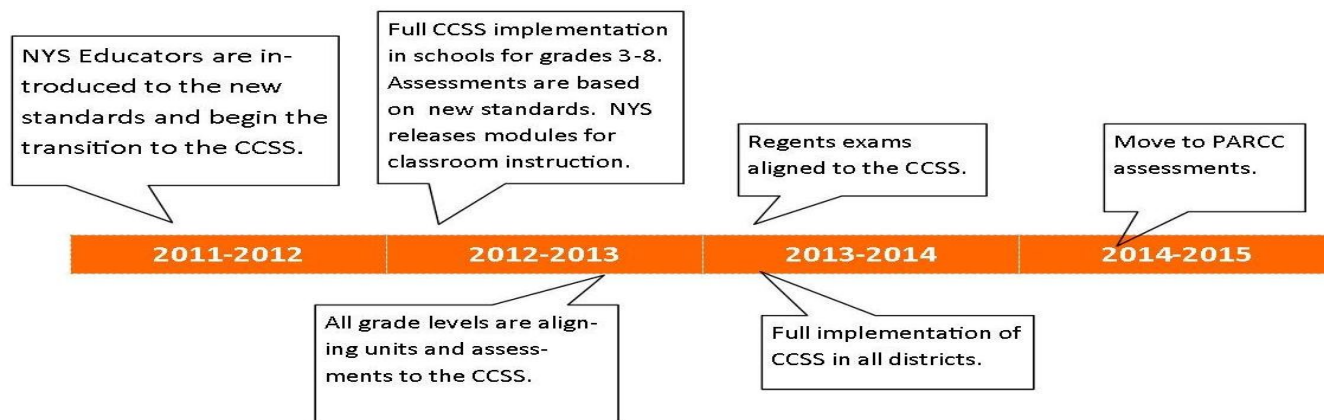 NYS Educators are in-
troduced to the new
standards and begin the
transition to the CCSS.
Full CCSS implementation
in schools for grades 3-8.
Assessments are based
on new standards. NYS
releases modules for
classroom instruction.
Regents exams
aligned to the CCSS.
Move to PARCC
assessments.
2011-2012
2012-2013
2013-2014
2014-2015
All grade levels are align-
ing units and assess-
ments to the CCSS.
Full implementation of
CCSS in all districts.